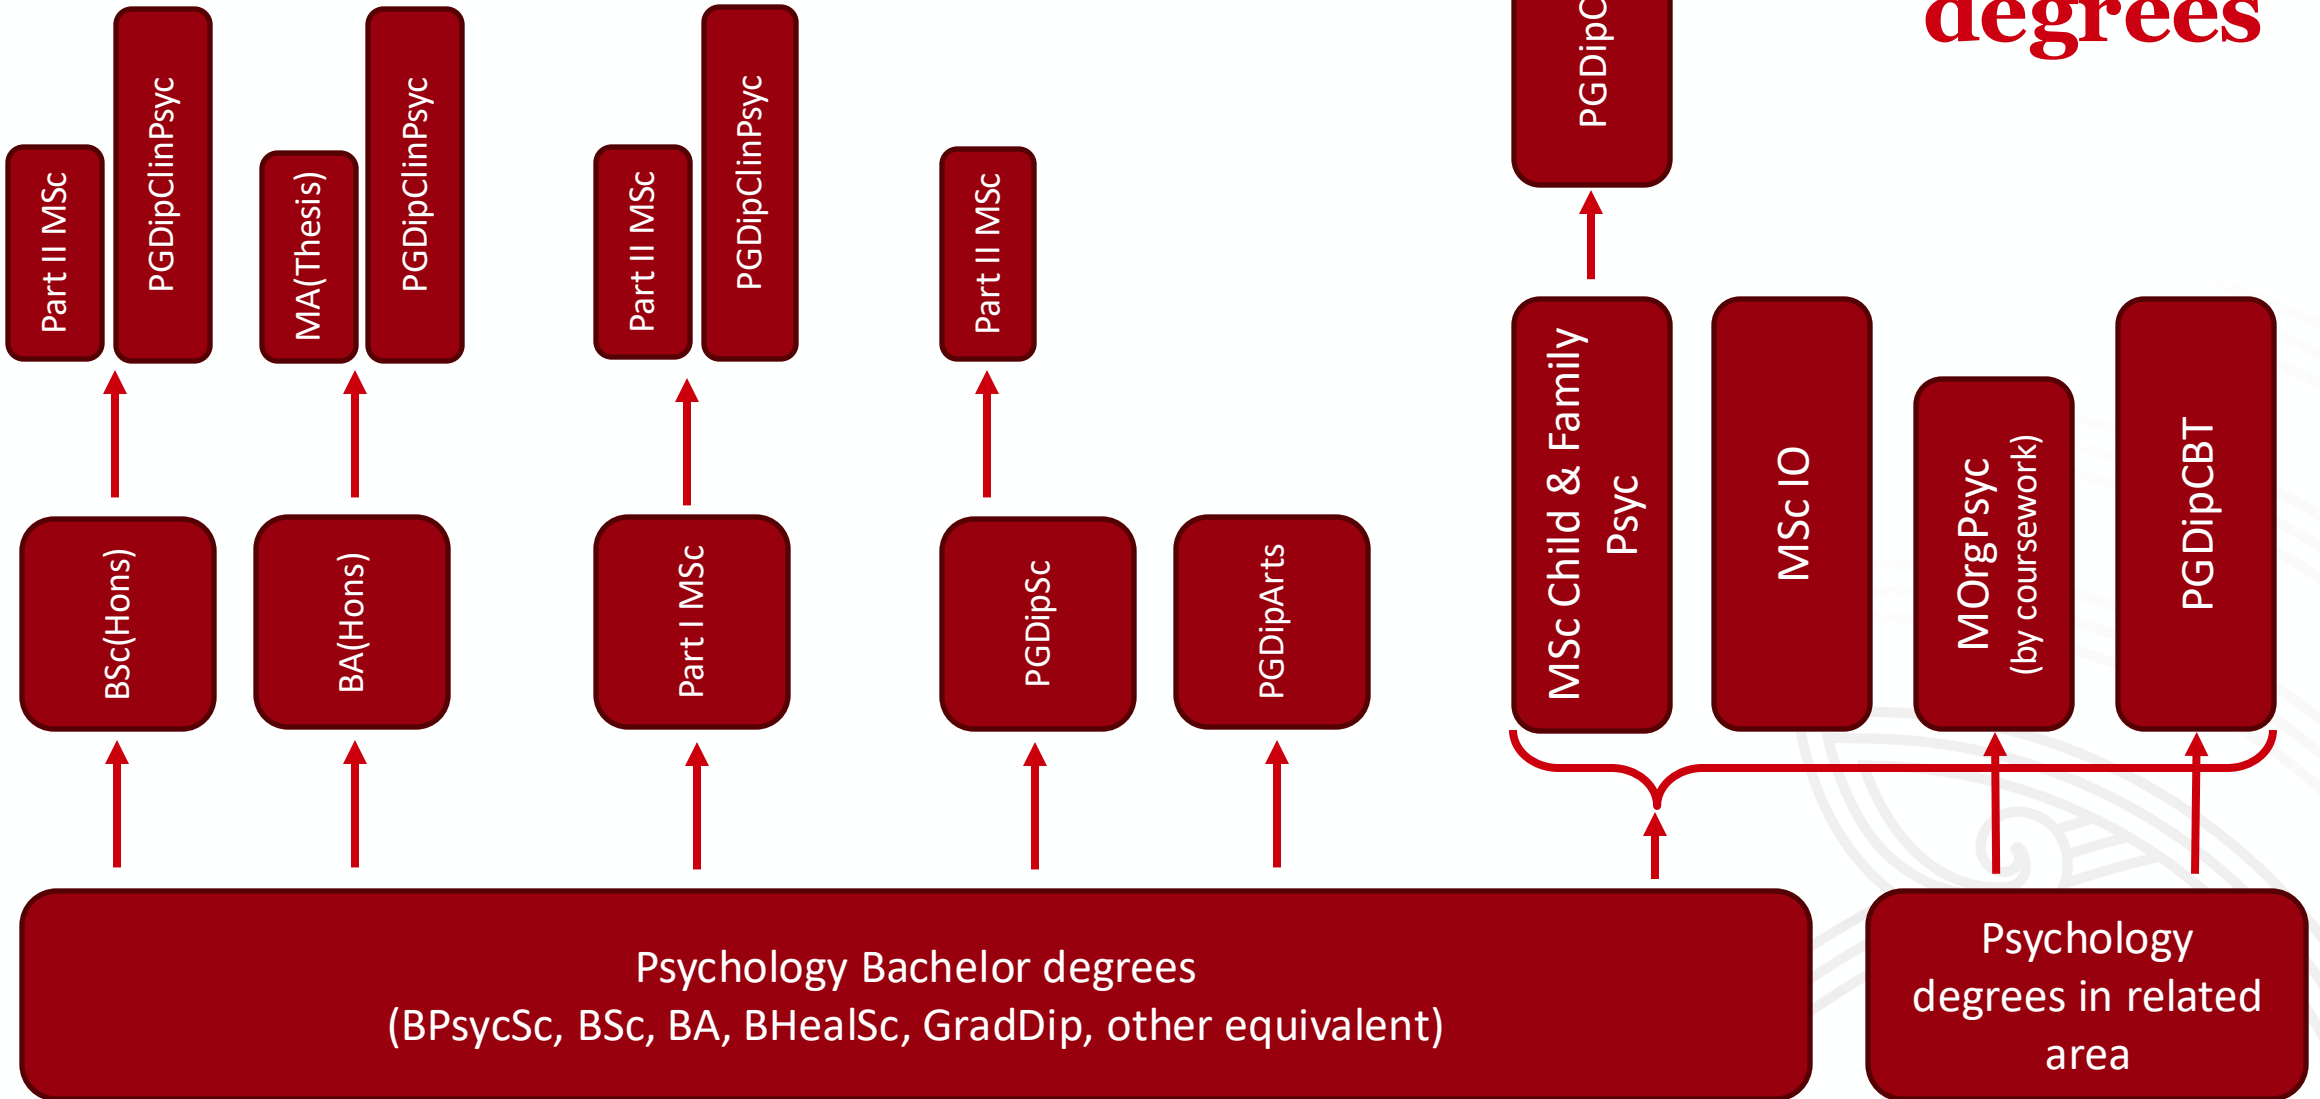 degrees
Part II MSc
PGDipClinPsyc
MA(Thesis)
PGDipClinPsyc
Part II MSc
PGDipClinPsyc
Part II MSc
BSc(Hons)
BA(Hons)
Part I MSc
PGDipSc
PGDipArts
MSc Child & Family
Psyc
MSc IO
MOrgPsyc
(by coursework)
PGDipCBT
Psychology Bachelor degrees
(BPsycSc, BSc, BA, BHealSc, GradDip, other equivalent)
Psychology
degrees in related
area